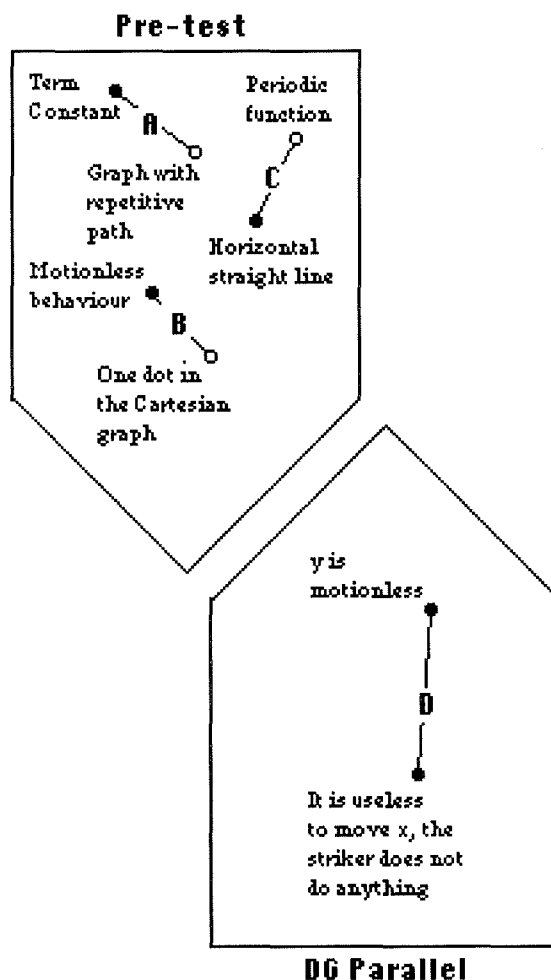 Pre-test
Term
Constant
A
Graph with
repetitive
path
Periodic
function
C
Horizontal
straight line
Motionless
behaviour
B
One dot in
the Cartesian
graph
y is
motionless
D
It is useless
to move x, the
striker does not
do anything
DG Parallel